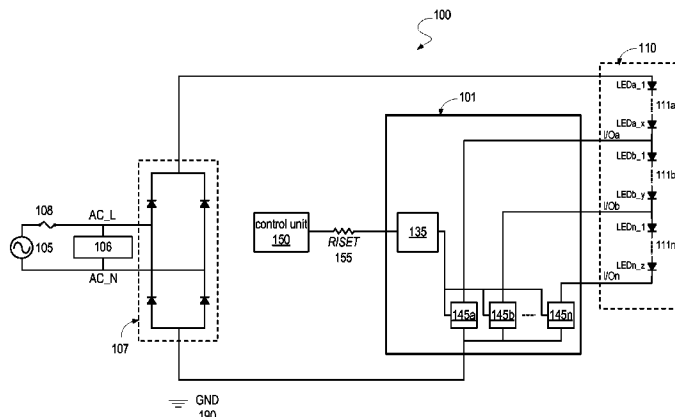 100
110
101
LEDa_1
111a
LEDa_x
I/Oa
LEDb_1
111b
LEDb_y
I/Ob
LEDn_1
111n
LEDn_z
I/On
108
AC_L
105
106
AC_N
107
control unit
150
RISET
155
135
145a
145b
145n
GND
190